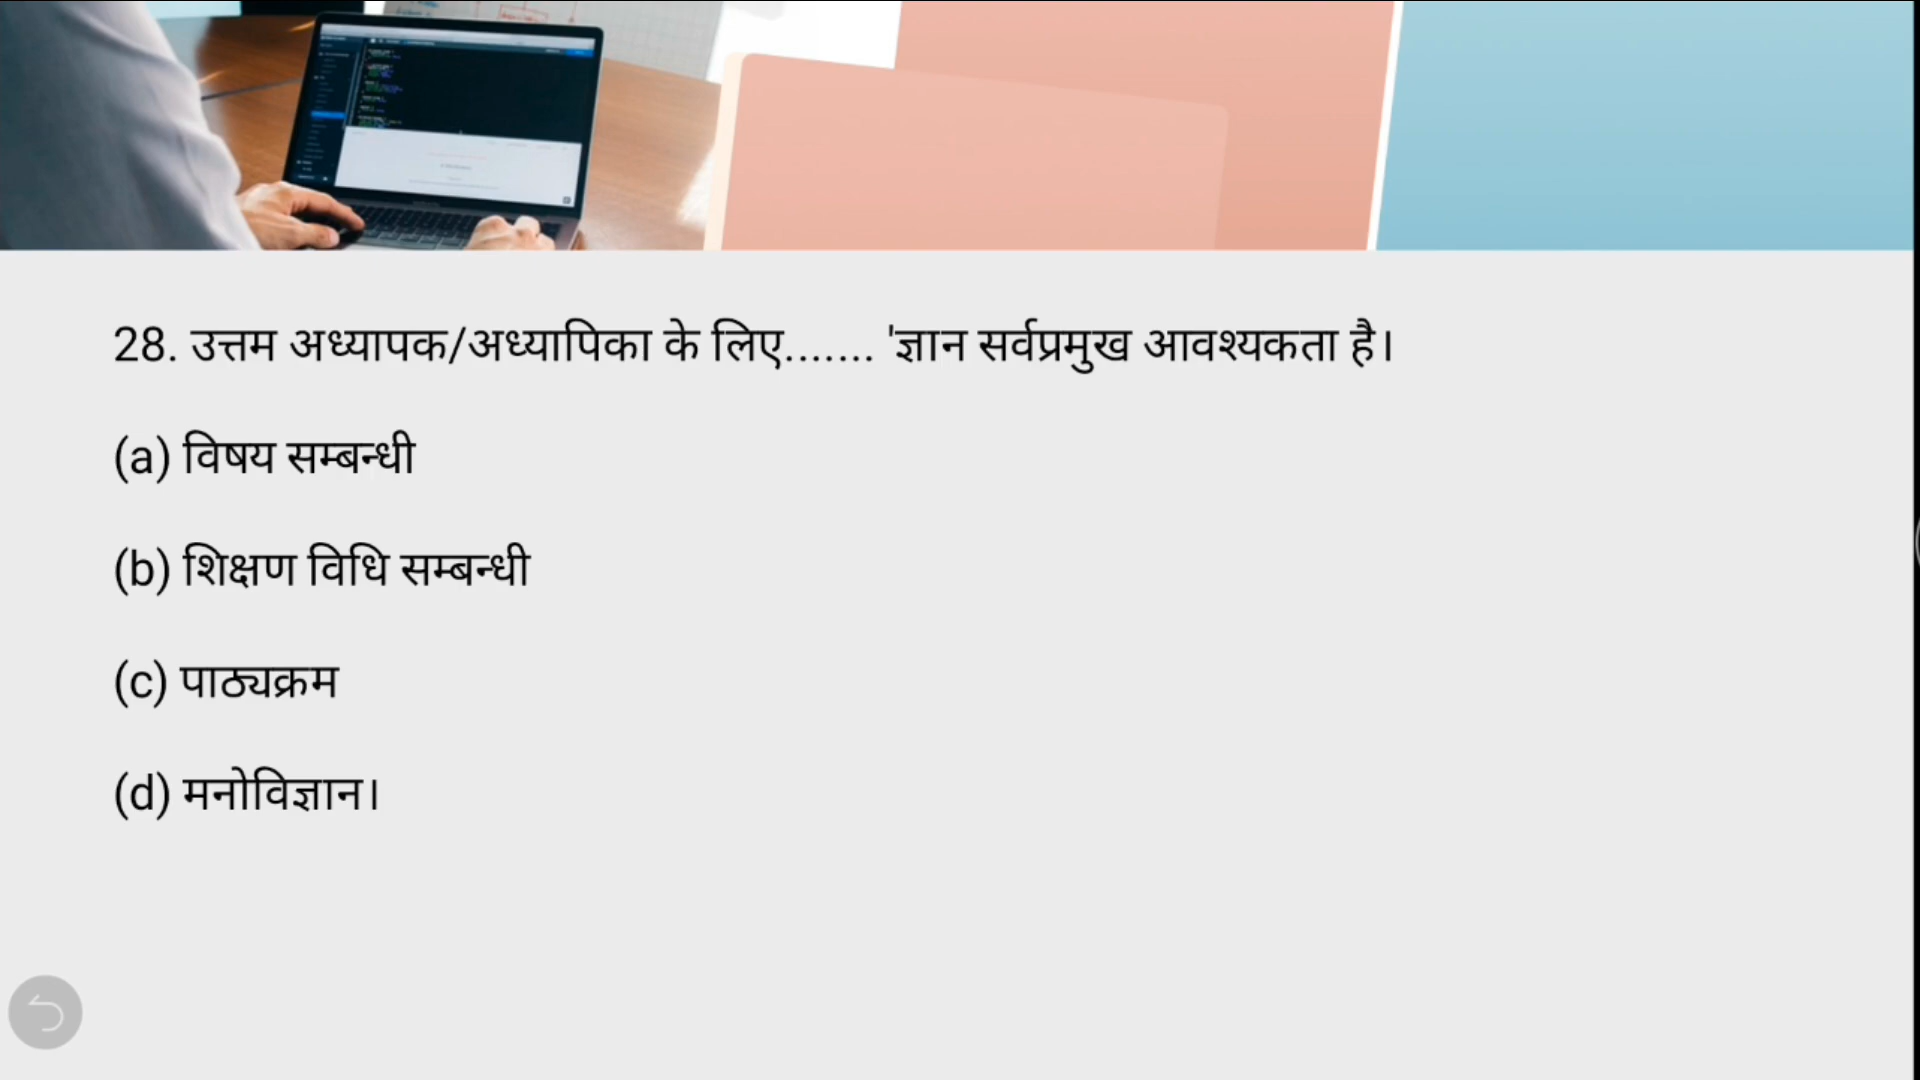 28. उत्तम अध्यापक/अध्यापिका के लिए....... 'ज्ञान सर्वप्रमुख आवश्यकता है।
(a) विषय सम्बन्धी
(b) शिक्षण विधि सम्बन्धी
(c) पाठ्यक्रम
(d) मनोविज्ञान।